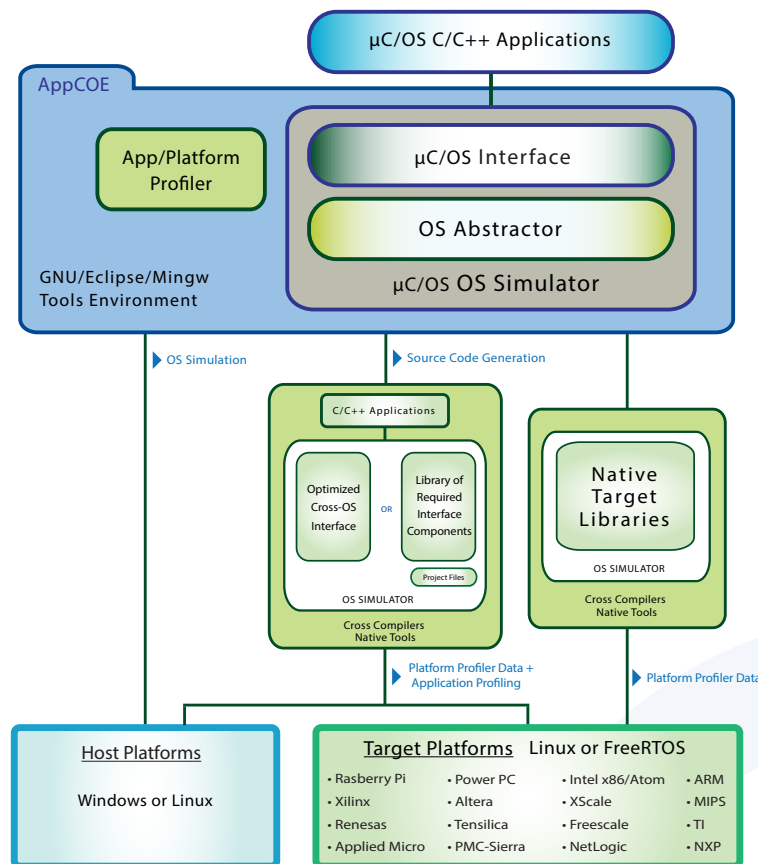 µC/OS C/C++ Applications
AppCOE
App/Platform
Profiler
µC/OS Interface
OS Abstractor
µC/OS OS Simulator
GNU/Eclipse/Mingw
Tools Environment
OS Simulation
Source Code Generation
C/C++ Applications
Optimized
Cross-OS
Interface
OR
Library of
Required
Interface
Components
Project Files
OS SIMULATOR
Cross Compilers
Native Tools
Native
Target
Libraries
OS SIMULATOR
Cross Compilers
Native Tools
Platform Profiler Data +
Application Profiling
Platform Profiler Data
Host Platforms
Windows or Linux
Target Platforms Linux or FreeRTOS
• Rasberry Pi
• Xilinx
• Renesas
• Applied Micro
• Power PC
• Altera
• Tensilica
• PMC-Sierra
• Intel x86/Atom
• XScale
• Freescale
• NetLogic
• ARM
• MIPS
• TI
• NXP